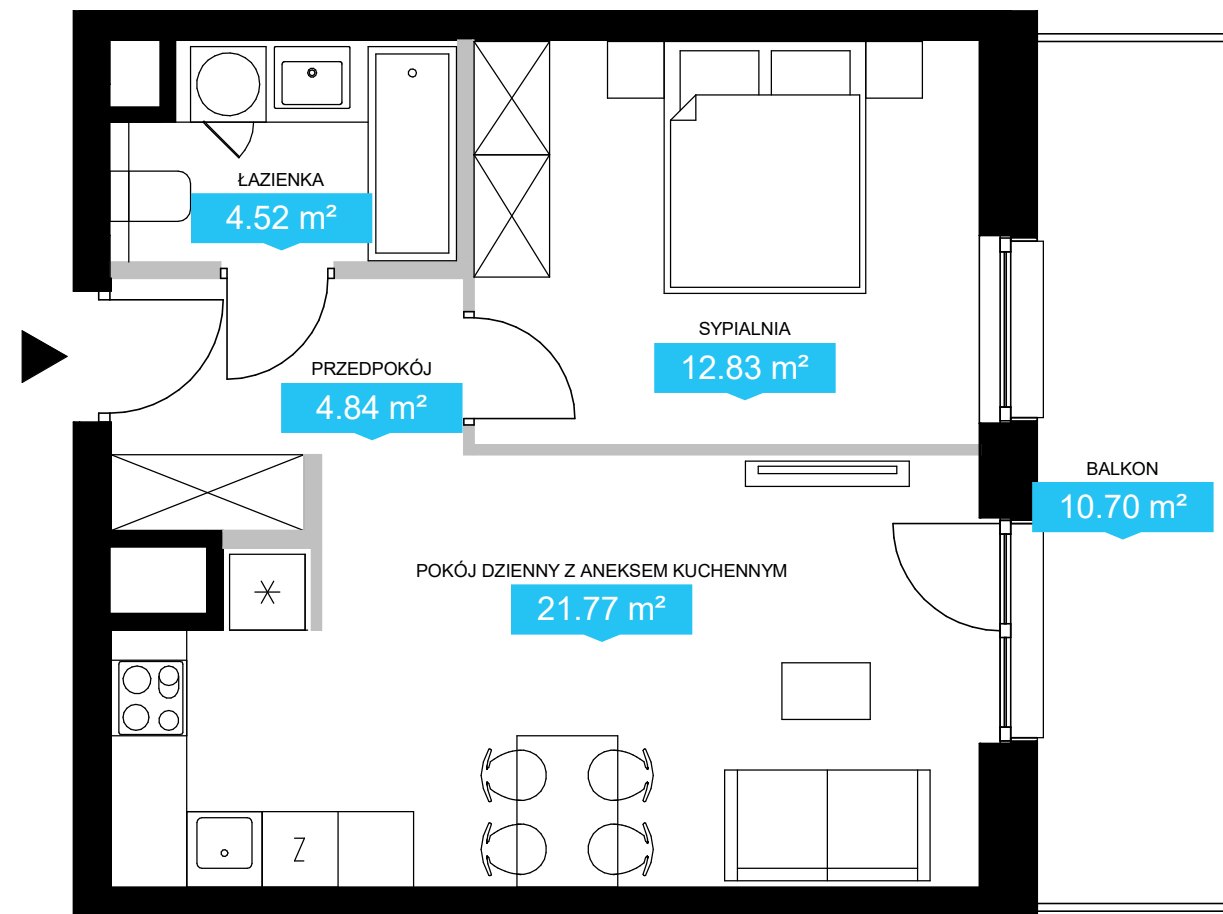 ŁAZIENKA
4.52 m²
SYPIALNIA
12.83 m²
PRZEDPOKÓJ
4.84 m²
BALKON
10.70 m²
POKÓJ DZIENNY Z ANEKSEM KUCHENNYM
21.77 m²
Z